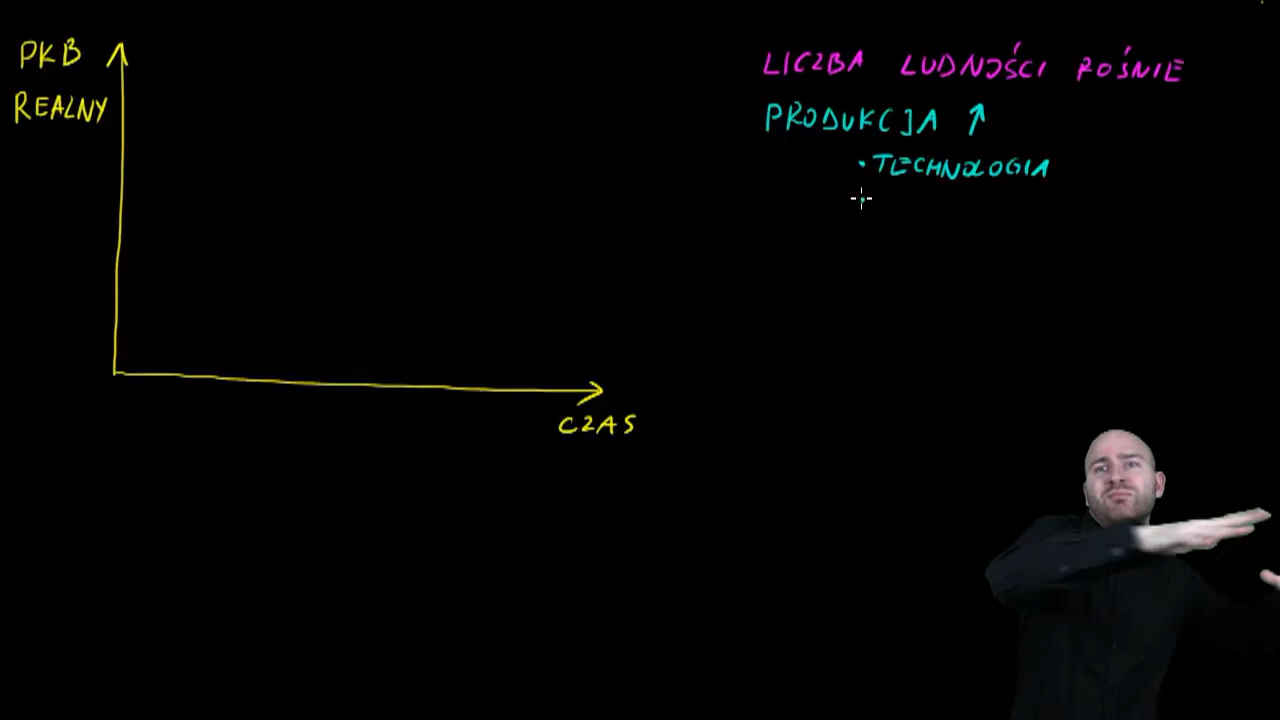 PKB
REALNY
CZAS
LICZBA LUDNOŚCI ROŚNIE
PRODUKCJA ↑
• TECHNOLOGIA
•